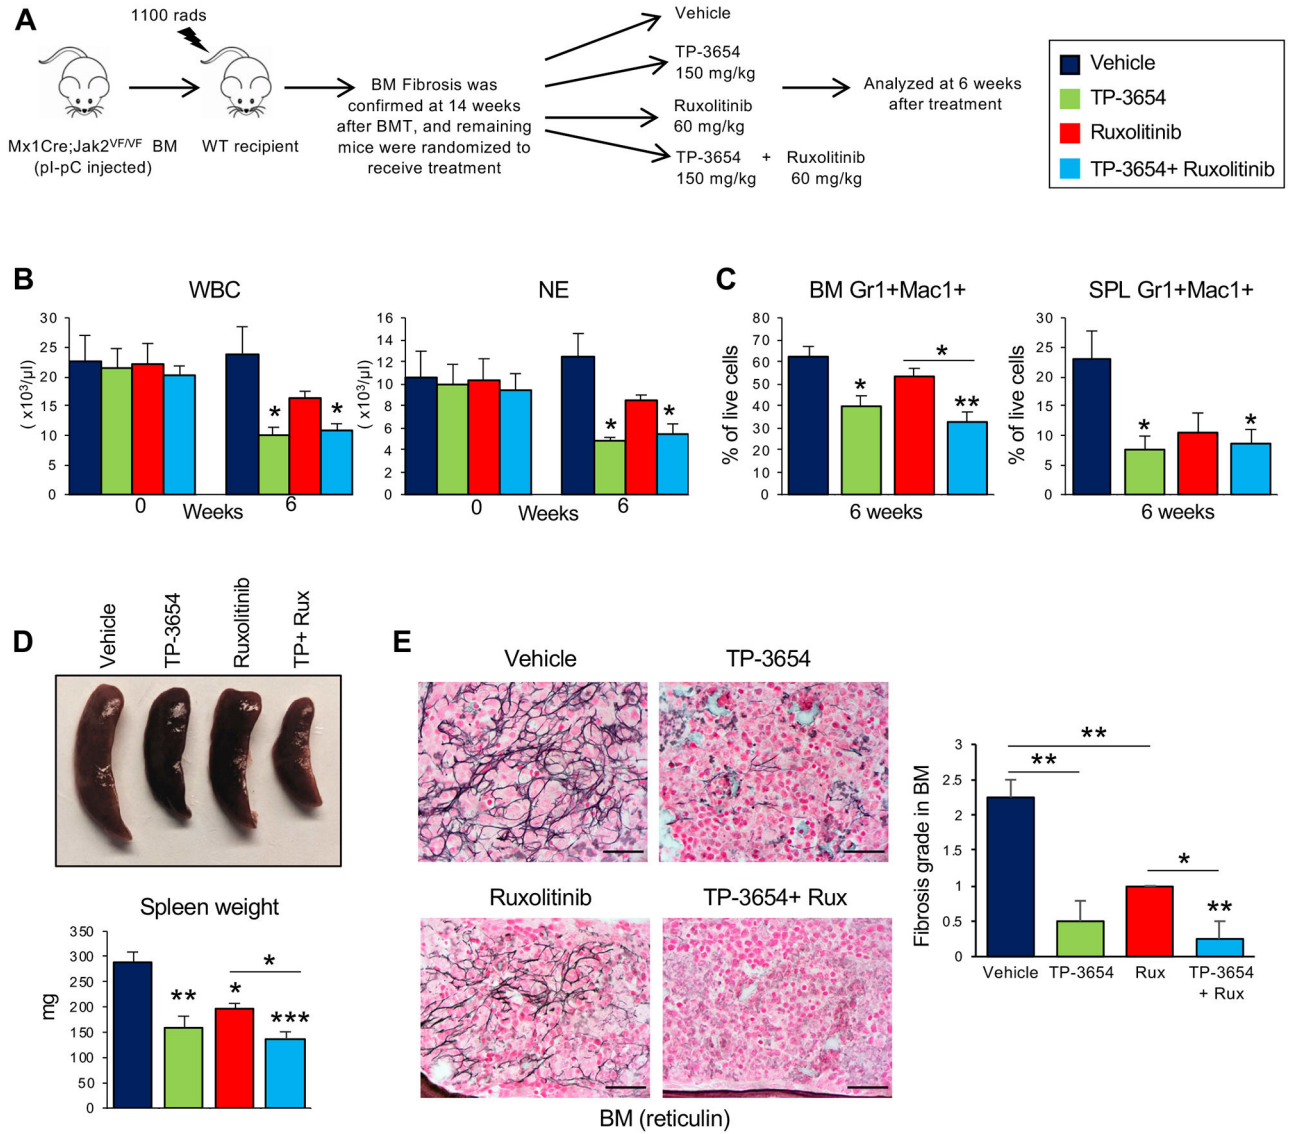 A
1100 rads
Mx1Cre;Jak2VF/VF BM
(pI-pC injected)
WT recipient
BM Fibrosis was
confirmed at 14 weeks
after BMT, and remaining
mice were randomized to
receive treatment
Vehicle
TP-3654
150 mg/kg
Ruxolitinib
60 mg/kg
TP-3654 + Ruxolitinib
150 mg/kg 60 mg/kg
Analyzed at 6 weeks
after treatment
Vehicle
TP-3654
Ruxolitinib
TP-3654+ Ruxolitinib
B
WBC
( x10³/µl)
30
25
20
15
10
5
0
* *
0 6
Weeks
NE
( x10³/µl)
16
14
12
10
8
6
4
2
0
* *
0 6
Weeks
C
BM Gr1+Mac1+
% of live cells
80
70
60
50
40
30
20
10
0
*
* **
6 weeks
SPL Gr1+Mac1+
% of live cells
30
25
20
15
10
5
0
* *
6 weeks
D
Vehicle
TP-3654
Ruxolitinib
TP+ Rux
Spleen weight
mg
350
300
250
200
150
100
50
0
*
** * ***
E
Vehicle
TP-3654
Ruxolitinib
TP-3654+ Rux
BM (reticulin)
Fibrosis grade in BM
3
2.5
2
1.5
1
0.5
0
**
**
*
**
Vehicle TP-3654 Rux TP-3654
+ Rux